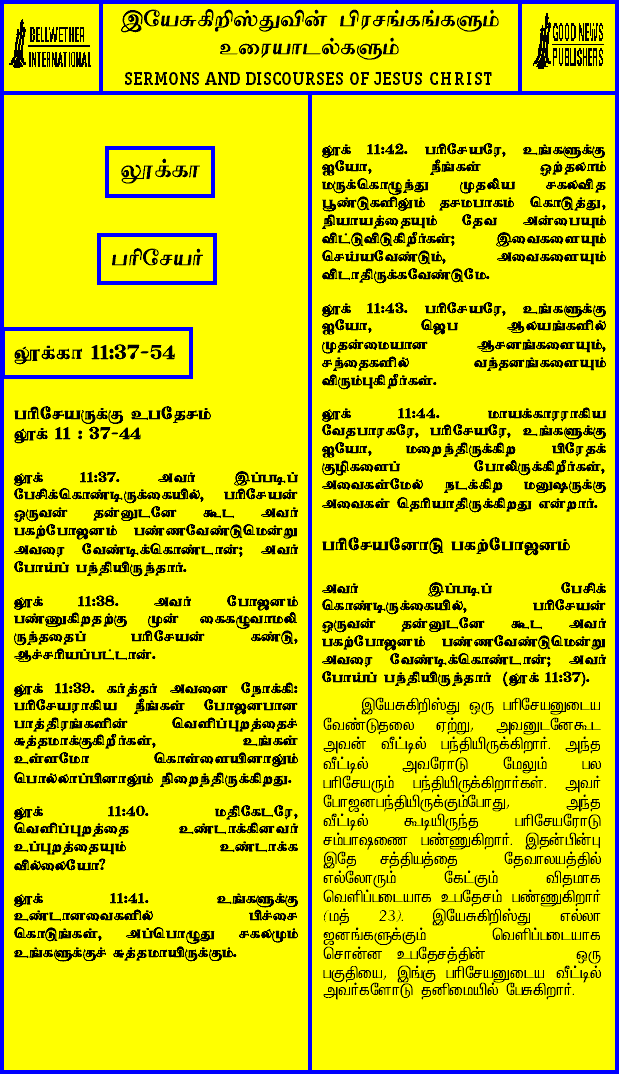 BELLWETHER
INTERNATIONAL
இயேசுகிறிஸ்துவின் பிரசங்கங்களும்
உரையாடல்களும்
SERMONS AND DISCOURSES OF JESUS CHRIST
GOOD NEWS
PUBLISHERS
லூக்கா
பரிசேயர்
லூக்கா 11:37-54
பரிசேயருக்கு உபதேசம்
லூக் 11 : 37-44
லூக் 11:37. அவர் இப்படிப்
பேசிக்கொண்டிருக்கையில், பரிசேயன்
ஒருவன் தன்னுடனே கூட அவர்
பகற்போஜனம் பண்ணவேண்டுமென்று
அவரை வேண்டிக்கொண்டான்; அவர்
போய்ப் பந்தியிருந்தார்.
லூக் 11:38. அவர் போஜனம்
பண்ணுகிறதற்கு முன் கைகழுவாமலி
ருந்ததைப் பரிசேயன் கண்டு,
ஆச்சரியப்பட்டான்.
லூக் 11:39. கர்த்தர் அவனை நோக்கி:
பரிசேயராகிய நீங்கள் போஜனபான
பாத்திரங்களின் வெளிப்புறத்தைச்
சுத்தமாக்குகிறீர்கள், உங்கள்
உள்ளமோ கொள்ளையினாலும்
பொல்லாப்பினாலும் நிறைந்திருக்கிறது.
லூக் 11:40. மதிகேடரே,
வெளிப்புறத்தை உண்டாக்கினவர்
உட்புறத்தையும் உண்டாக்க
வில்லையோ?
லூக் 11:41. உங்களுக்கு
உண்டானவைகளில் பிச்சை
கொடுங்கள், அப்பொழுது சகலமும்
உங்களுக்குச் சுத்தமாயிருக்கும்.
லூக் 11:42. பரிசேயரே, உங்களுக்கு
ஐயோ, நீங்கள் ஒற்தலாம்
மருக்கொழுந்து முதலிய சகலவித
பூண்டுகளிலும் தசமபாகம் கொடுத்து,
நியாயத்தையும் தேவ அன்பையும்
விட்டுவிடுகிறீர்கள்; இவைகளையும்
செய்யவேண்டும், அவைகளையும்
விடாதிருக்கவேண்டுமே.
லூக் 11:43. பரிசேயரே, உங்களுக்கு
ஐயோ, ஜெப ஆலயங்களில்
முதன்மையான ஆசனங்களையும்,
சந்தைகளில் வந்தனங்களையும்
விரும்புகிறீர்கள்.
லூக் 11:44. மாயக்காரராகிய
வேதபாரகரே, பரிசேயரே, உங்களுக்கு
ஐயோ, மறைந்திருக்கிற பிரேதக்
குழிகளைப் போலிருக்கிறீர்கள்,
அவைகள்மேல் நடக்கிற மனுஷருக்கு
அவைகள் தெரியாதிருக்கிறது என்றார்.
பரிசேயனோடு பகற்போஜனம்
அவர் இப்படிப் பேசிக்
கொண்டிருக்கையில், பரிசேயன்
ஒருவன் தன்னுடனே கூட அவர்
பகற்போஜனம் பண்ணவேண்டுமென்று
அவரை வேண்டிக்கொண்டான்; அவர்
போய்ப் பந்தியிருந்தார் (லூக் 11:37).
இயேசுகிறிஸ்து ஒரு பரிசேயனுடைய
வேண்டுதலை ஏற்று, அவனுடனேகூட
அவன் வீட்டில் பந்தியிருக்கிறார். அந்த
வீட்டில் அவரோடு மேலும் பல
பரிசேயரும் பந்தியிருக்கிறார்கள். அவர்
போஜனபந்தியிருக்கும்போது, அந்த
வீட்டில் கூடியிருந்த பரிசேயரோடு
சம்பாஷணை பண்ணுகிறார். இதன்பின்பு
இதே சத்தியத்தை தேவாலயத்தில்
எல்லோரும் கேட்கும் விதமாக
வெளிப்படையாக உபதேசம் பண்ணுகிறார்
(மத் 23). இயேசுகிறிஸ்து எல்லா
ஜனங்களுக்கும் வெளிப்படையாக
சொன்ன உபதேசத்தின் ஒரு
பகுதியை, இங்கு பரிசேயனுடைய வீட்டில்
அவர்களோடு தனிமையில் பேசுகிறார்.